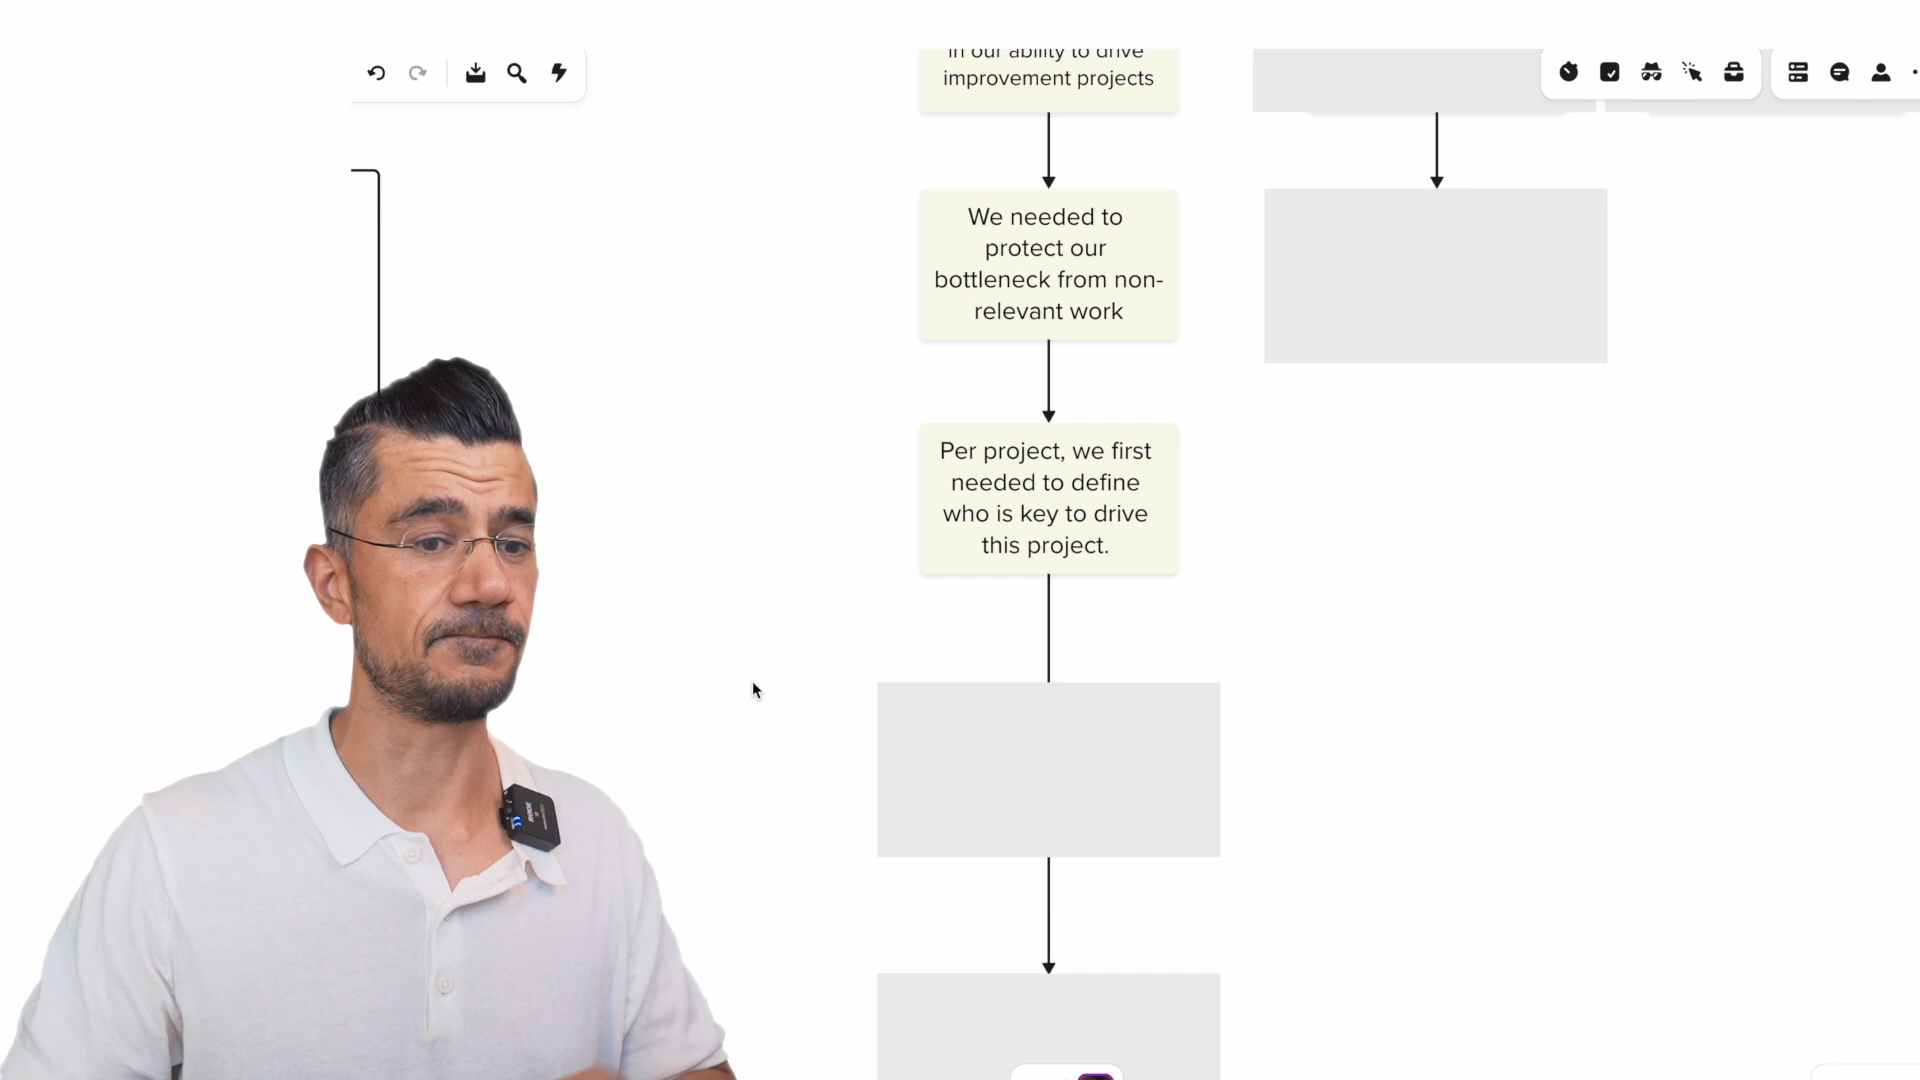 in our ability to drive
improvement projects
We needed to
protect our
bottleneck from non-
relevant work
Per project, we first
needed to define
who is key to drive
this project.
RODE